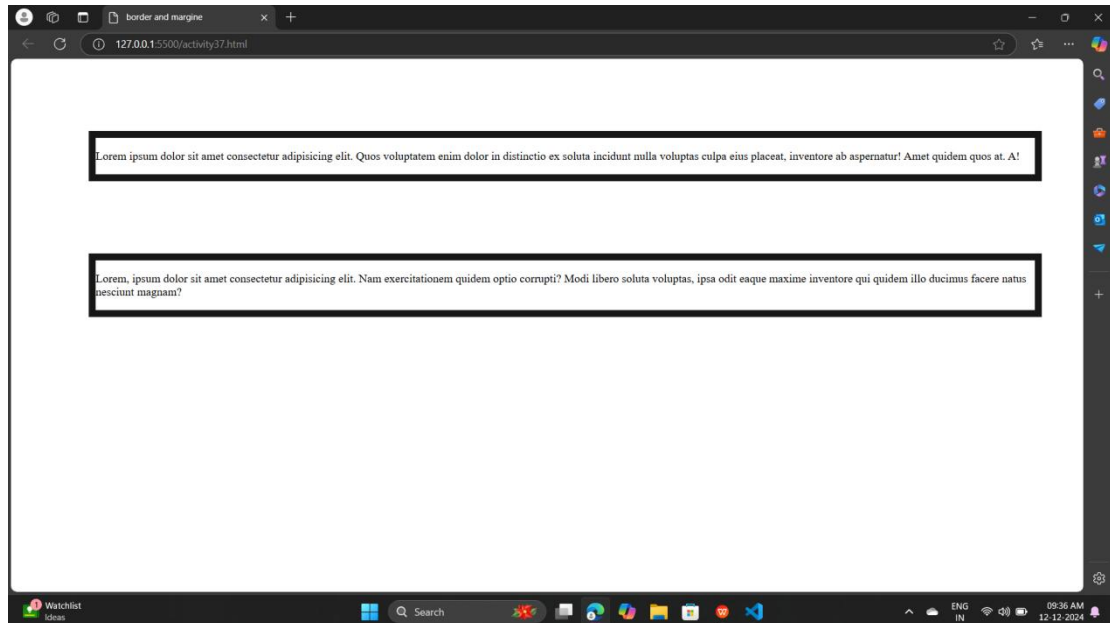 border and margine
127.0.0.1:5500/activity37.html
Lorem ipsum dolor sit amet consectetur adipisicing elit. Quos voluptatem enim dolor in distinctio ex soluta incidunt nulla voluptas culpa eius placeat, inventore ab aspernatur! Amet quidem quos at. A!
Lorem, ipsum dolor sit amet consectetur adipisicing elit. Nam exercitationem quidem optio corrupti? Modi libero soluta voluptas, ipsa odit eaque maxime inventore qui quidem illo ducimus facere natus
nesciunt magnam?
1
Watchlist
Ideas
Search
ENG
IN
09:36 AM
12-12-2024